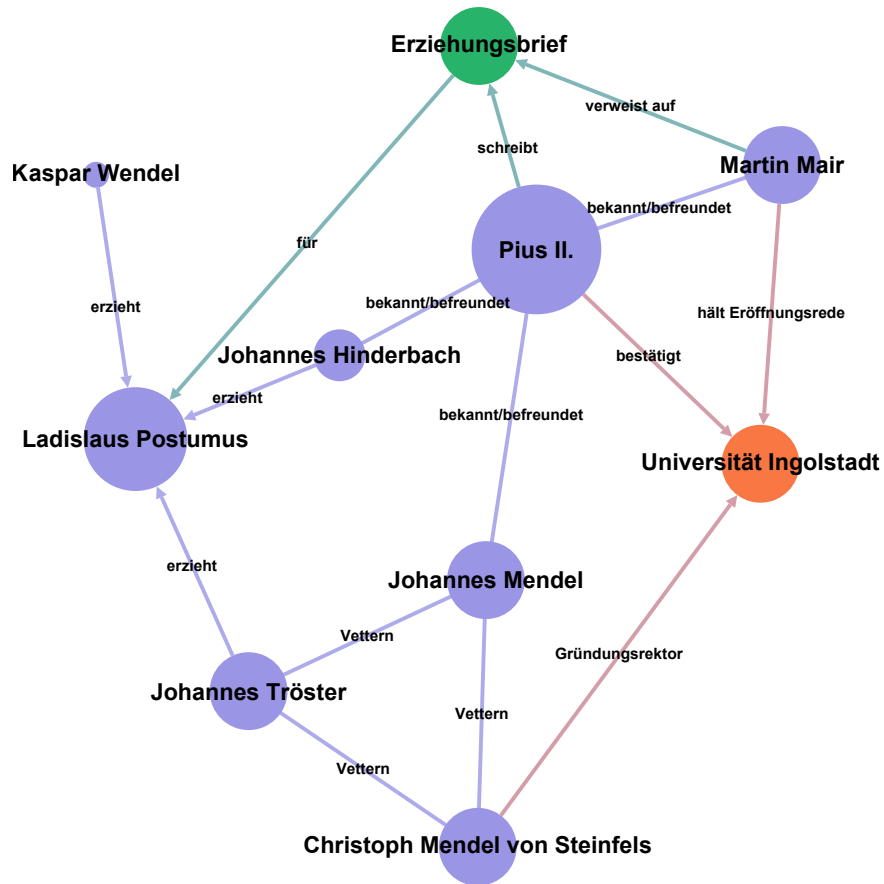 Erziehungsbrief
verweist auf
schreibt
Martin Mair
Kaspar Wendel
bekannt/befreundet
für
Pius II.
erzieht
bekannt/befreundet
hält Eröffnungsrede
Johannes Hinderbach
bestätigt
erzieht
bekannt/befreundet
Ladislaus Postumus
Universität Ingolstadt
erzieht
Johannes Mendel
Vettern
Gründungsrektor
Johannes Tröster
Vettern
Vettern
Christoph Mendel von Steinfels